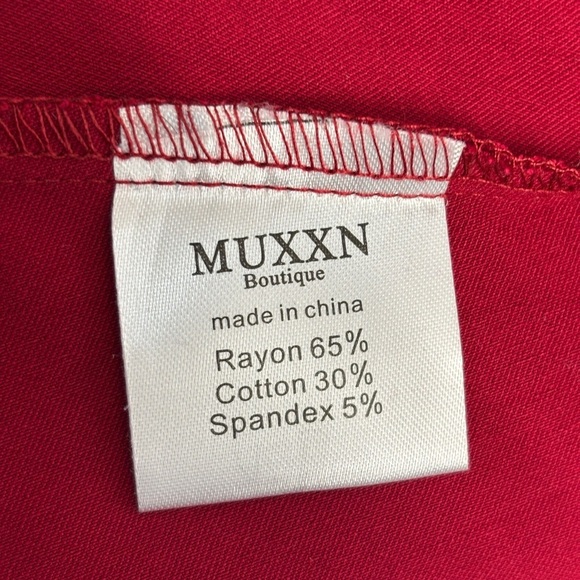 MUXXN
Boutique
made in china
Rayon 65%
Cotton 30%
Spandex 5%